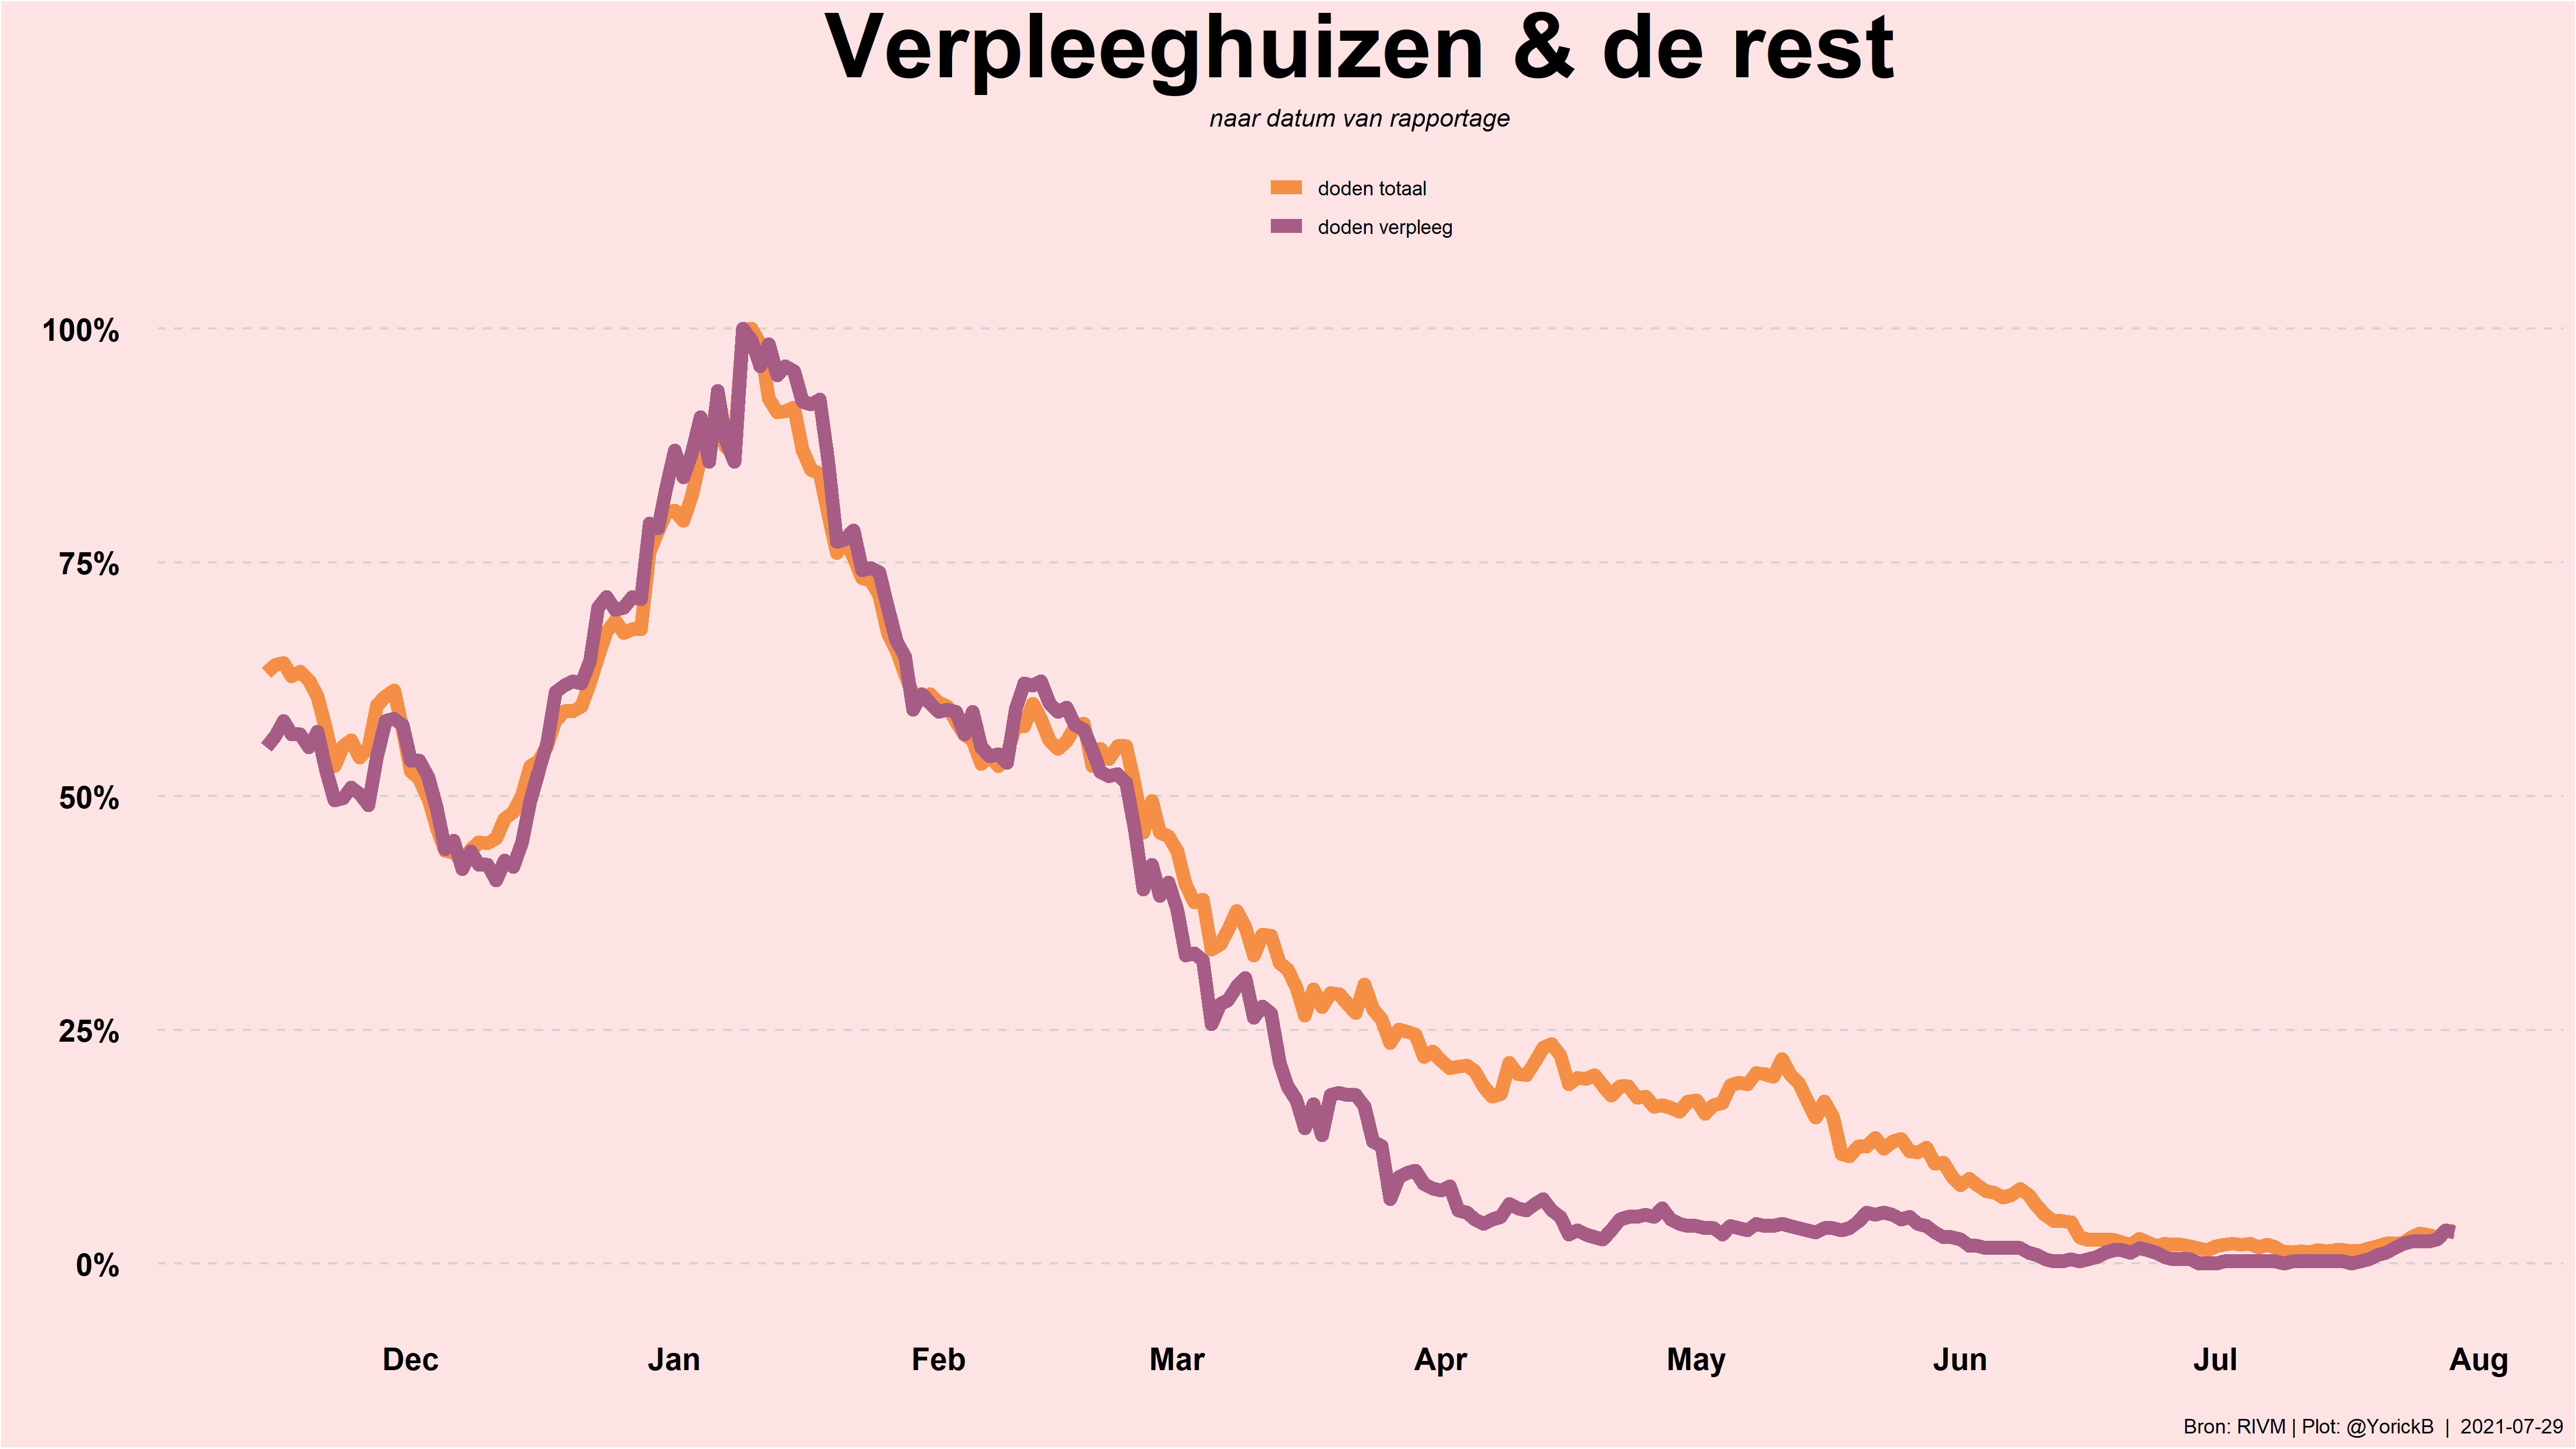 Verpleeghuizen & de rest
naar datum van rapportage
doden totaal
doden verpleeg
100%
75%
50%
25%
0%
Dec Jan Feb Mar Apr May Jun Jul Aug
Bron: RIVM | Plot: @YorickB | 2021-07-29